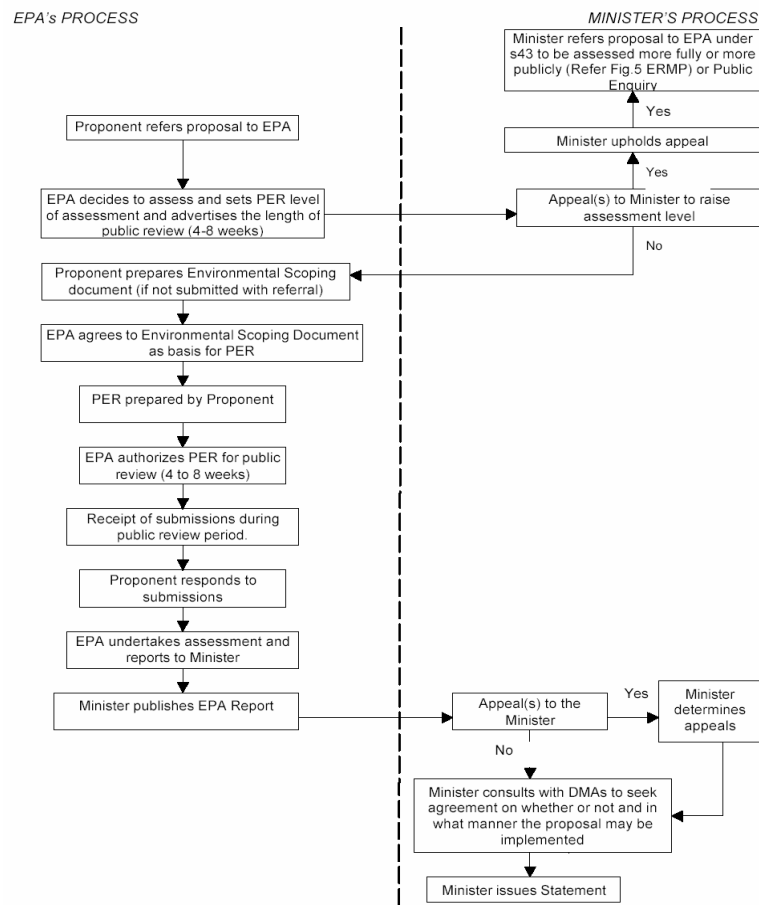 EPA's PROCESS
MINISTER'S PROCESS
Minister refers proposal to EPA under
s43 to be assessed more fully or more
publicly (Refer Fig.5 ERMP) or Public
Enquiry
Yes
Minister upholds appeal
Yes
Proponent refers proposal to EPA
EPA decides to assess and sets PER level
of assessment and advertises the length of
public review (4-8 weeks)
Appeal(s) to Minister to raise
assessment level
No
Proponent prepares Environmental Scoping
document (if not submitted with referral)
EPA agrees to Environmental Scoping Document
as basis for PER
PER prepared by Proponent
EPA authorizes PER for public
review (4 to 8 weeks)
Receipt of submissions during
public review period.
Proponent responds to
submissions
EPA undertakes assessment and
reports to Minister
Minister publishes EPA Report
Appeal(s) to the
Minister
Yes
Minister
determines
appeals
No
Minister consults with DMAs to seek
agreement on whether or not and in
what manner the proposal may be
implemented
Minister issues Statement